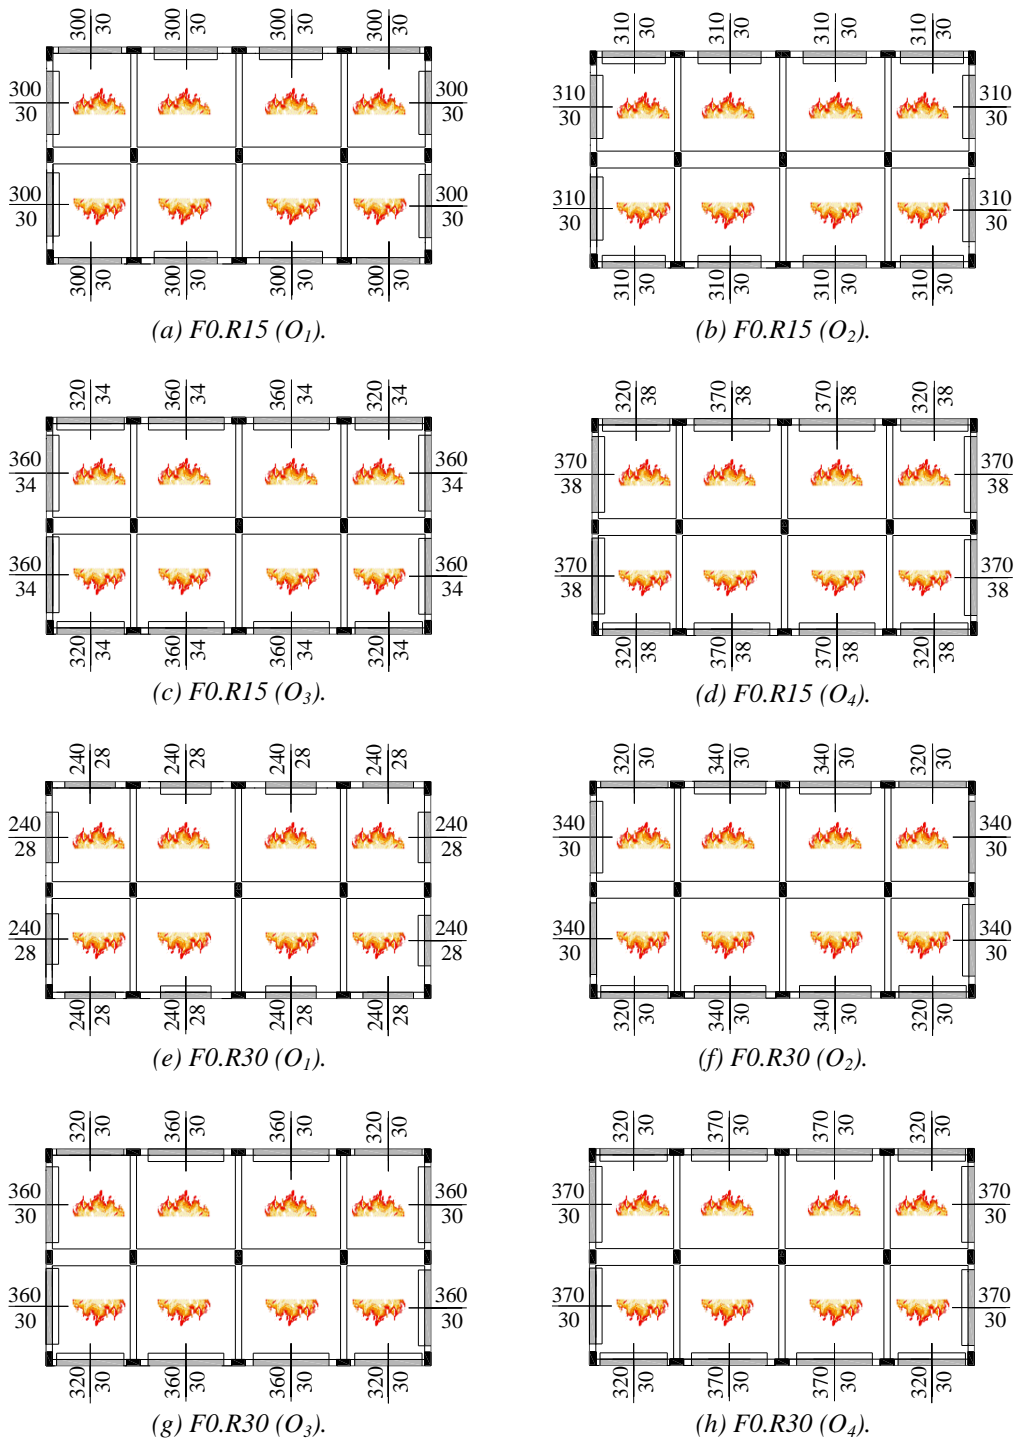 300 30 300 30 300 30 300 30
310 30 310 30 310 30 310 30
300 30 300 30
310 30 310 30
300 30 300 30
310 30 310 30
300 30 300 30 300 30 300 30
310 30 310 30 310 30 310 30
(a) F0.R15 (O1).
(b) F0.R15 (O2).
320 34 360 34 360 34 320 34
320 38 370 38 370 38 320 38
360 34 360 34
370 38 370 38
360 34 360 34
370 38 370 38
320 34 360 34 360 34 320 34
320 38 370 38 370 38 320 38
(c) F0.R15 (O3).
(d) F0.R15 (O4).
240 28 240 28 240 28 240 28
320 30 340 30 340 30 320 30
240 28 240 28
340 30 340 30
240 28 240 28
340 30 340 30
240 28 240 28 240 28 240 28
320 30 340 30 340 30 320 30
(e) F0.R30 (O1).
(f) F0.R30 (O2).
320 30 360 30 360 30 320 30
320 30 370 30 370 30 320 30
360 30 360 30
370 30 370 30
360 30 360 30
370 30 370 30
320 30 360 30 360 30 320 30
320 30 370 30 370 30 320 30
(g) F0.R30 (O3).
(h) F0.R30 (O4).